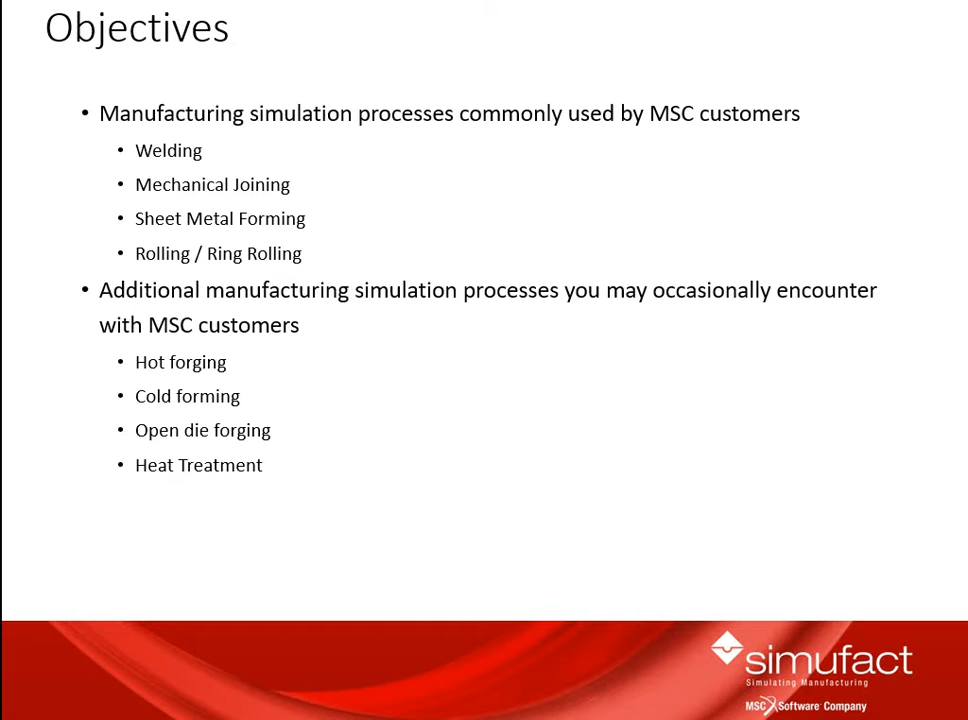 Objectives
• Manufacturing simulation processes commonly used by MSC customers
• Welding
• Mechanical Joining
• Sheet Metal Forming
• Rolling / Ring Rolling
• Additional manufacturing simulation processes you may occasionally encounter
with MSC customers
• Hot forging
• Cold forming
• Open die forging
• Heat Treatment
simufact
Simulating Manufacturing
MSC Software Company